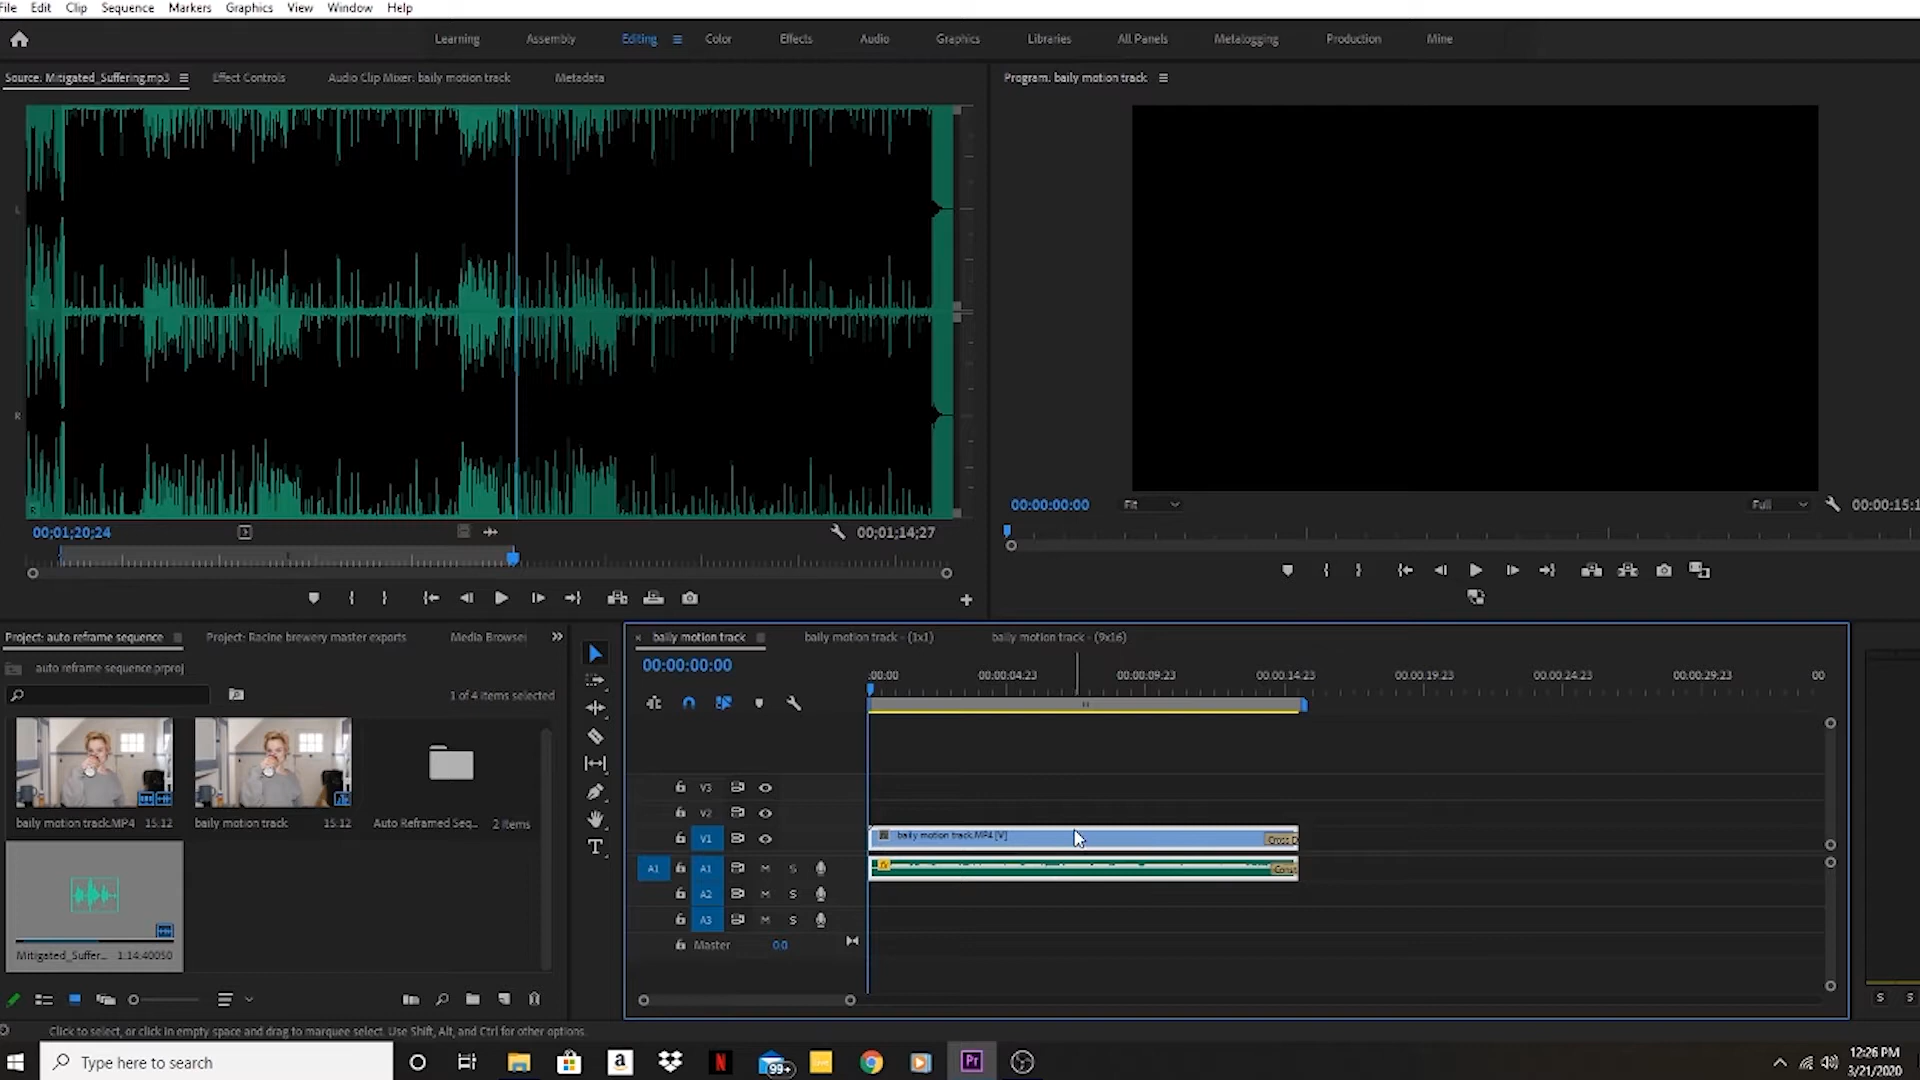 File Edit Clip Sequence Markers Graphics View Window Help
Learning Assembly Editing Color Effects Audio Graphics Libraries All Panels Metalogging Production Mine
Source: Mitigated_Suffering.mp3 Effect Controls Audio Clip Mixer: baily motion track Metadata
Program: baily motion track
L
L
R
R
00:00:00:00 Fit Full 00:00:15:1
00;01;20;24 00;01;14;27
Project: auto reframe sequence Project: Racine brewery master exports Media Browser
baily motion track baily motion track - (1x1) baily motion track - (9x16)
auto reframe sequence.prproj
00:00:00:00
:00:00 00:00:04:23 00:00:09:23 00:00:14:23 00:00:19:23 00:00:24:23 00:00:29:23 00
1 of 4 items selected
V3
V2
baily motion track.MP4 15:12 baily motion track 15:12 Auto Reframed Seq... 2 Items
V1 baily motion track.MP4 [V] Cross D
A1 A1 M S fx Const
A2 M S
A3 M S
Master 0.0
Mitigated_Suffer... 1:14:40050
T
S S
Click to select, or click in empty space and drag to marquee select. Use Shift, Alt, and Ctrl for other options.
Type here to search
a N 99+ Pr
12:26 PM
3/21/2020